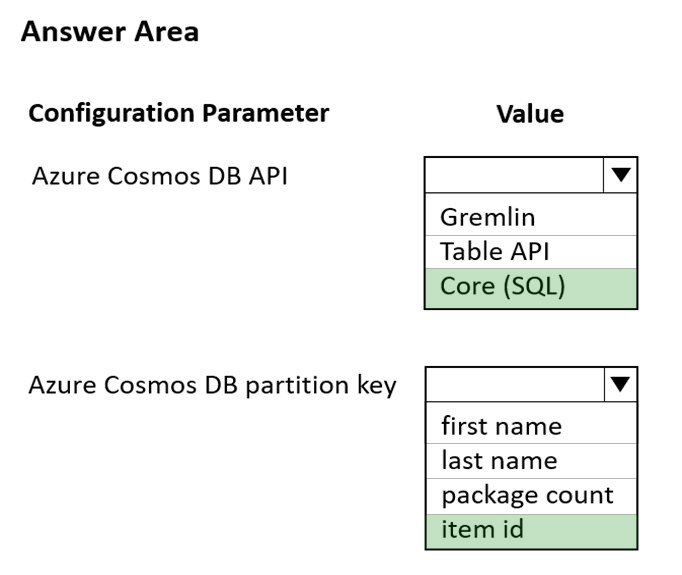 Answer Area
Configuration Parameter Value
Azure Cosmos DB API
Gremlin
Table API
Core (SQL)
Azure Cosmos DB partition key
first name
last name
package count
item id